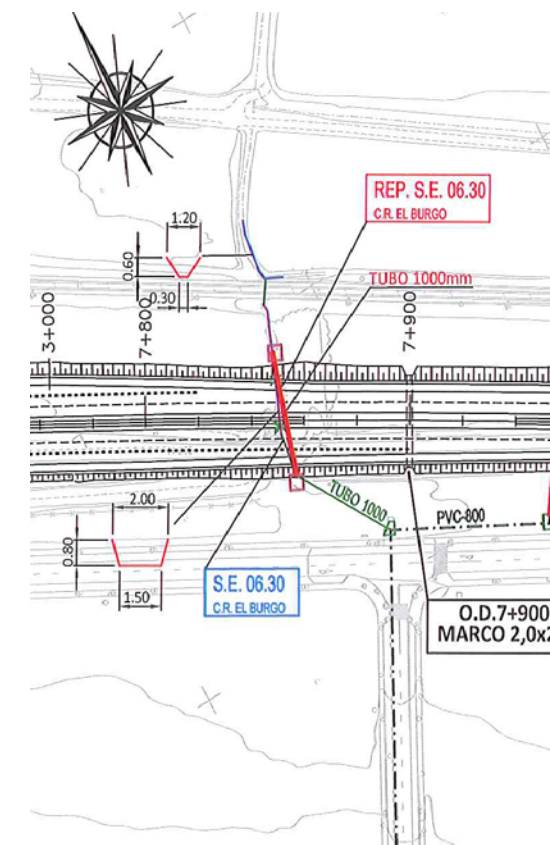 REP. S.E. 06.30
C.R. EL BURGO
1.20
0.60
0.30
TUBO 1000mm
3+000
7+800
7+900
2.00
0.80
1.50
TUBO 1000
PVC-800
S.E. 06.30
C.R. EL BURGO
O.D.7+900
MARCO 2,0x2